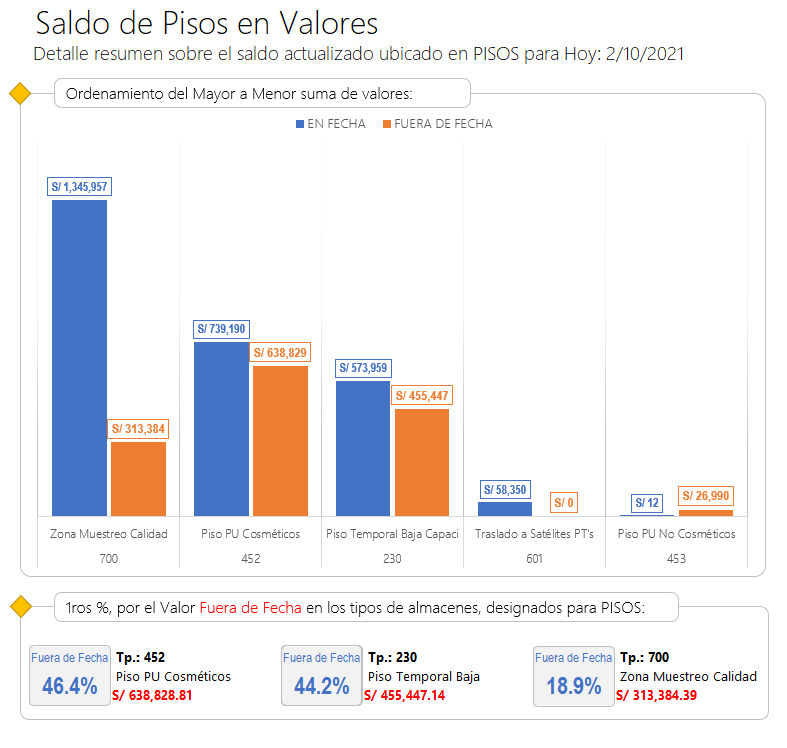 Saldo de Pisos en Valores
Detalle resumen sobre el saldo actualizado ubicado en PISOS para Hoy: 2/10/2021
Ordenamiento del Mayor a Menor suma de valores:
EN FECHA FUERA DE FECHA
S/ 1,345,957
S/ 739,190
S/ 638,829
S/ 573,959
S/ 455,447
S/ 313,384
S/ 58,350
S/ 0
S/ 12
S/ 26,990
Zona Muestreo Calidad Piso PU Cosméticos Piso Temporal Baja Capaci Traslado a Satélites PT's Piso PU No Cosméticos
700 452 230 601 453
1ros %, por el Valor Fuera de Fecha en los tipos de almacenes, designados para PISOS:
Fuera de Fecha
46.4%
Tp.: 452
Piso PU Cosméticos
S/ 638,828.81
Fuera de Fecha
44.2%
Tp.: 230
Piso Temporal Baja
S/ 455,447.14
Fuera de Fecha
18.9%
Tp.: 700
Zona Muestreo Calidad
S/ 313,384.39